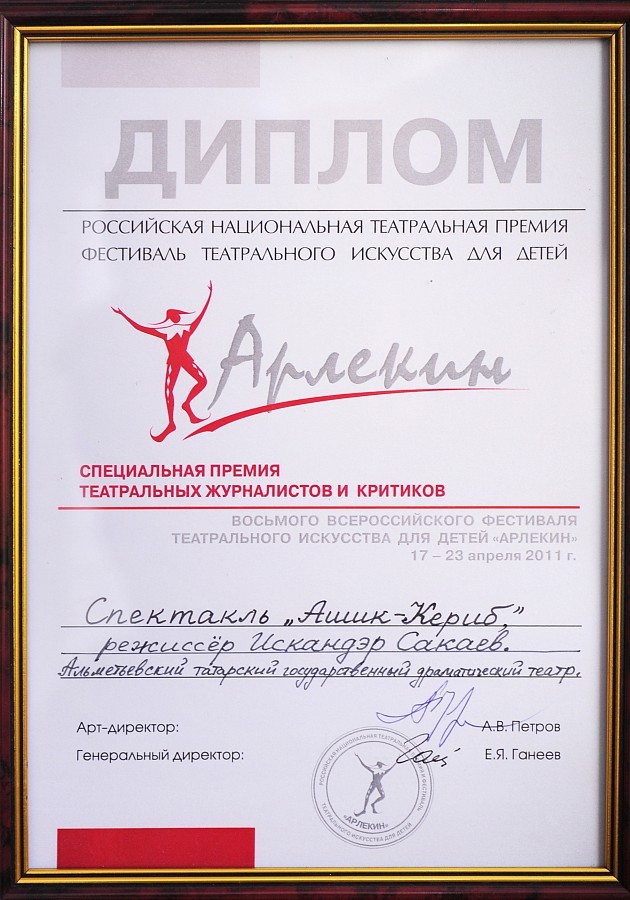 ДИПЛОМ
РОССИЙСКАЯ НАЦИОНАЛЬНАЯ ТЕАТРАЛЬНАЯ ПРЕМИЯ
ФЕСТИВАЛЬ ТЕАТРАЛЬНОГО ИСКУССТВА ДЛЯ ДЕТЕЙ
Арлекин
СПЕЦИАЛЬНАЯ ПРЕМИЯ
ТЕАТРАЛЬНЫХ ЖУРНАЛИСТОВ И КРИТИКОВ
ВОСЬМОГО ВСЕРОССИЙСКОГО ФЕСТИВАЛЯ
ТЕАТРАЛЬНОГО ИСКУССТВА ДЛЯ ДЕТЕЙ «АРЛЕКИН»
17 – 23 апреля 2011 г.
Спектакль „Ашик-Кериб,”
режиссёр Искандэр Сакаев.
Альметьевский татарский государственный драматический театр.
Арт-директор: А.В. Петров
Генеральный директор: Е.Я. Ганеев
РОССИЙСКАЯ НАЦИОНАЛЬНАЯ ТЕАТРАЛЬНАЯ ПРЕМИЯ И ФЕСТИВАЛЬ
ТЕАТРАЛЬНОГО ИСКУССТВА ДЛЯ ДЕТЕЙ
«АРЛЕКИН»